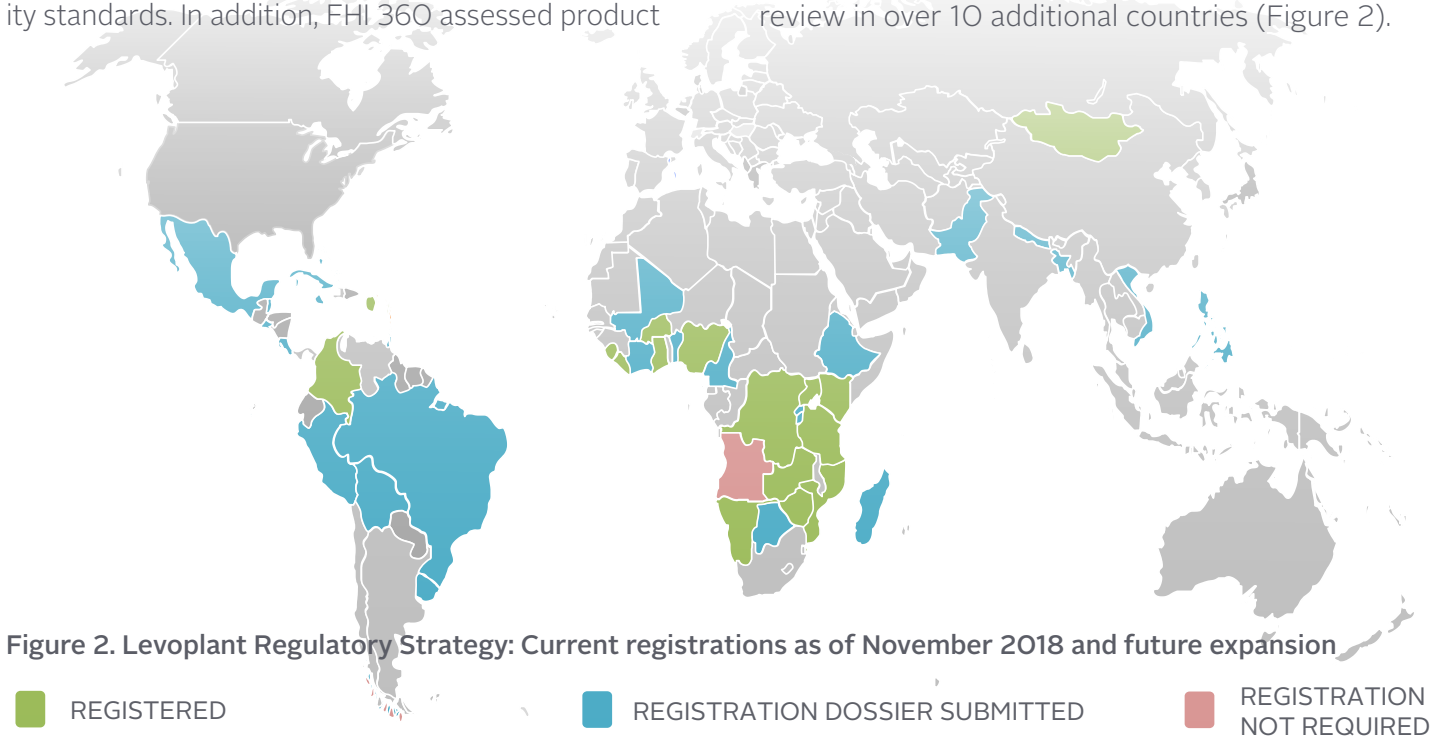 ity standards. In addition, FHI 360 assessed product
review in over 10 additional countries (Figure 2).
Figure 2. Levoplant Regulatory Strategy: Current registrations as of November 2018 and future expansion
REGISTERED
REGISTRATION DOSSIER SUBMITTED
REGISTRATION
NOT REQUIRED